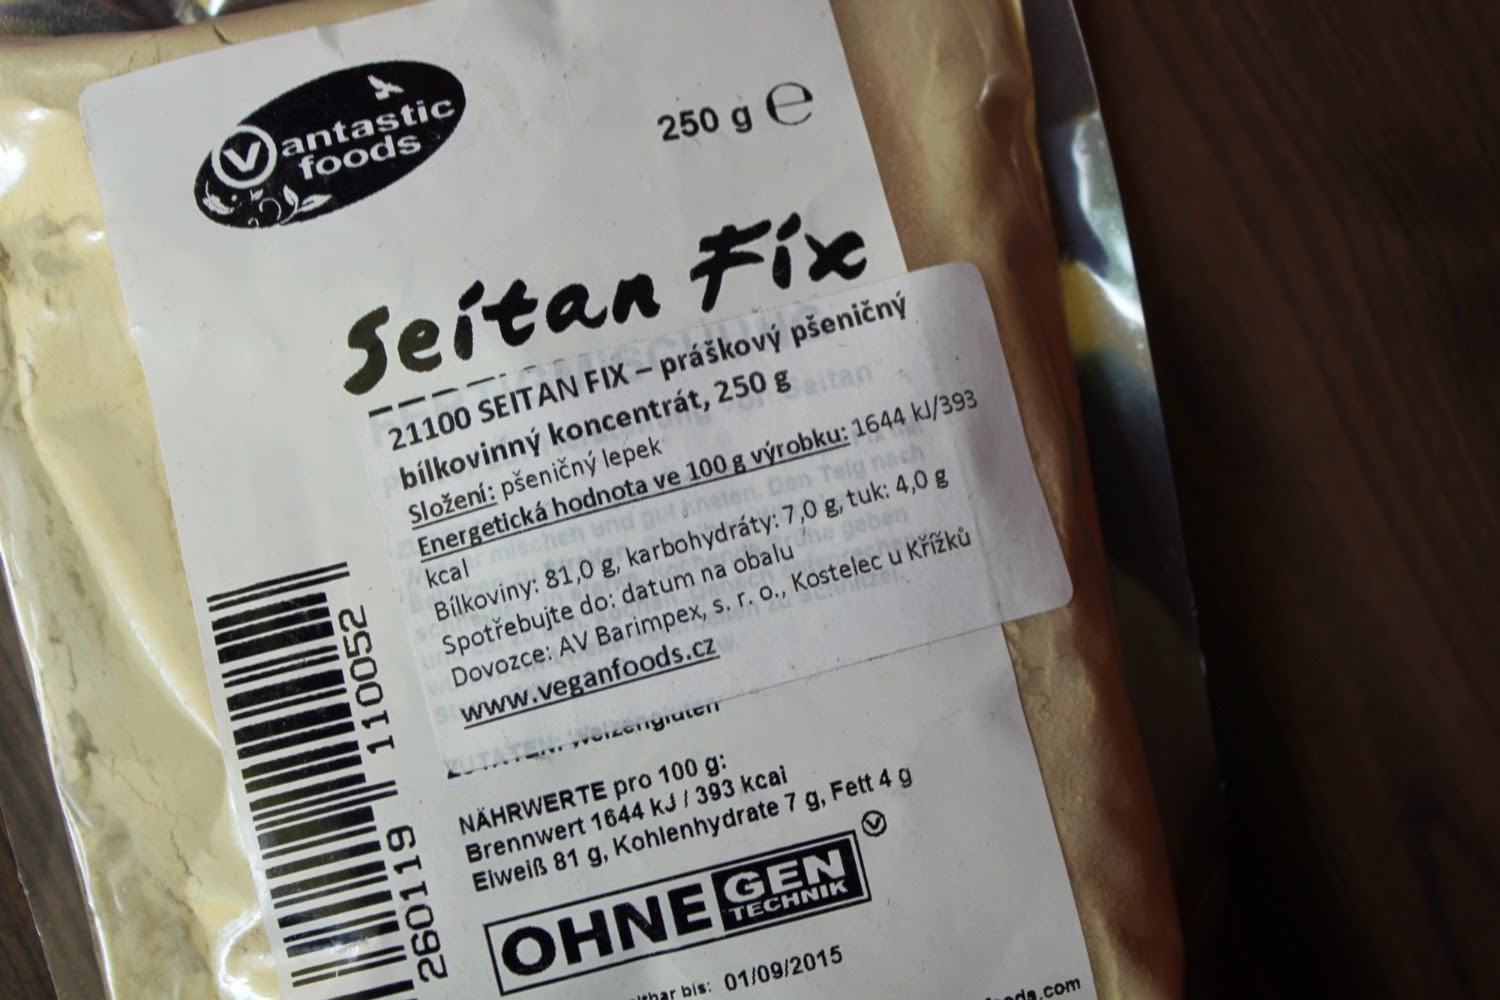 Vantastic
foods
250 g e
Seitan Fix
21100 SEITAN FIX – práškový pšeničný
bílkovinný koncentrát, 250 g
Složení: pšeničný lepek
Energetická hodnota ve 100 g výrobku: 1644 kJ/393
kcal
Bílkoviny: 81,0 g, karbohydráty: 7,0 g, tuk: 4,0 g
Spotřebujte do: datum na obalu
Dovozce: AV Barimpex, s. r. o., Kostelec u Křížků
www.veganfoods.cz
ZUTATEN: Weizengluten
NÄHRWERTE pro 100 g:
Brennwert 1644 kJ / 393 kcal
Eiweiß 81 g, Kohlenhydrate 7 g, Fett 4 g
OHNE GEN
TECHNIK
bis: 01/09/2015
260119 110052